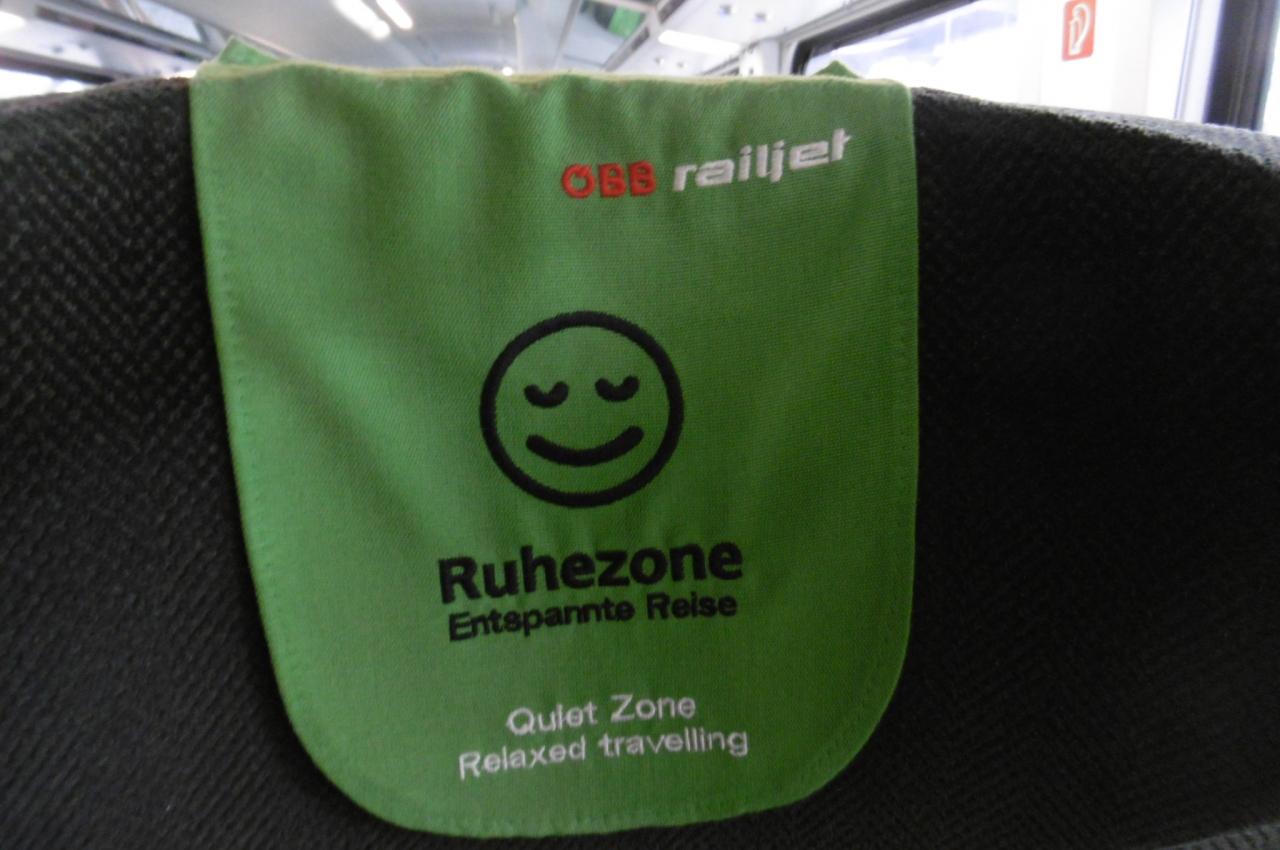 ÖBB railjet
Ruhezone
Entspannte Reise
Quiet Zone
Relaxed travelling